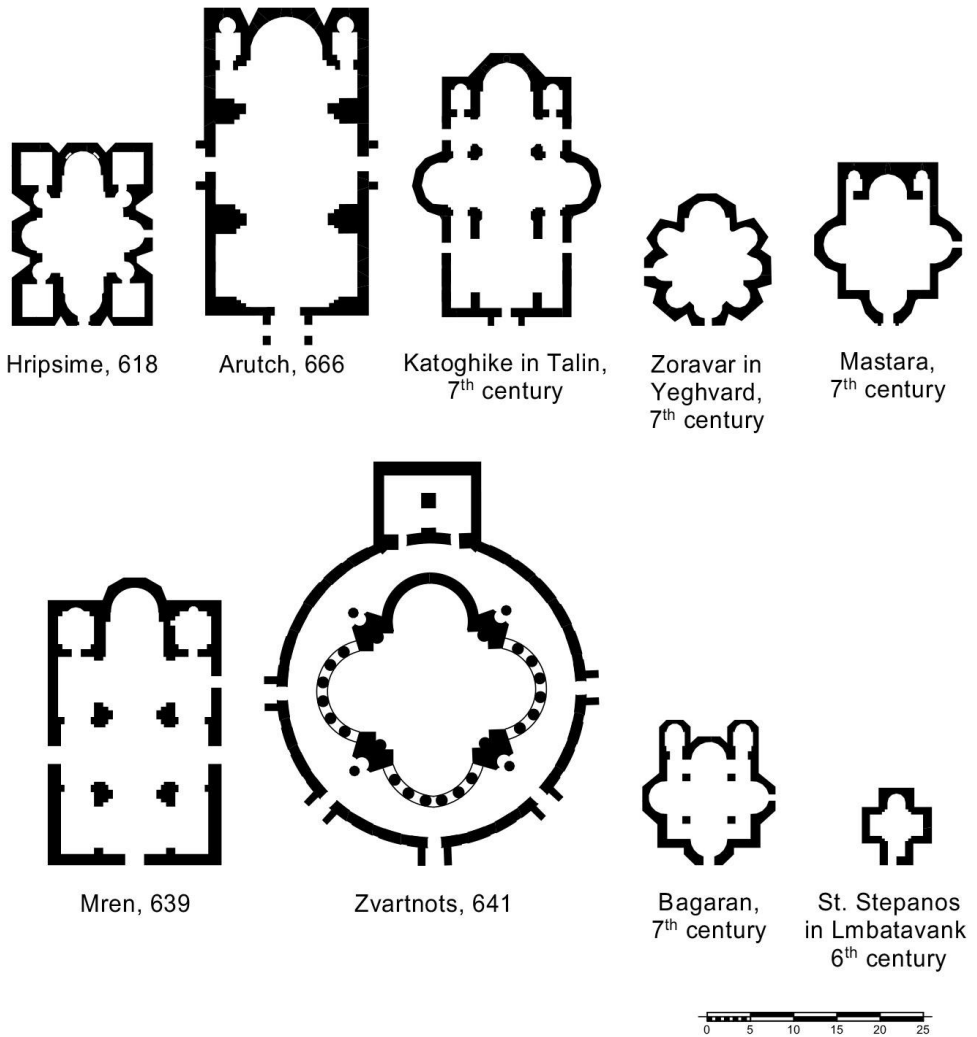 Hripsime, 618
Arutch, 666
Katoghike in Talin,
7th century
Zoravar in
Yeghvard,
7th century
Mastara,
7th century
Mren, 639
Zvartnots, 641
Bagaran,
7th century
St. Stepanos
in Lmbatavank
6th century
0 5 10 15 20 25